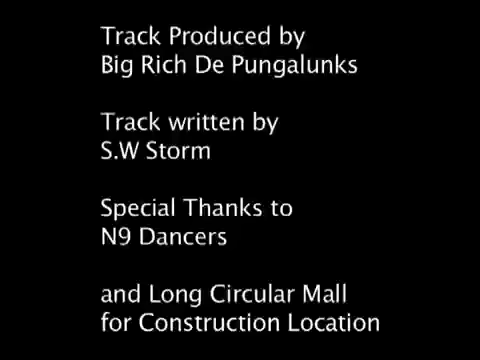 Track Produced by
Big Rich De Pungalunks
Track written by
S.W Storm
Special Thanks to
N9 Dancers
and Long Circular Mall
for Construction Location